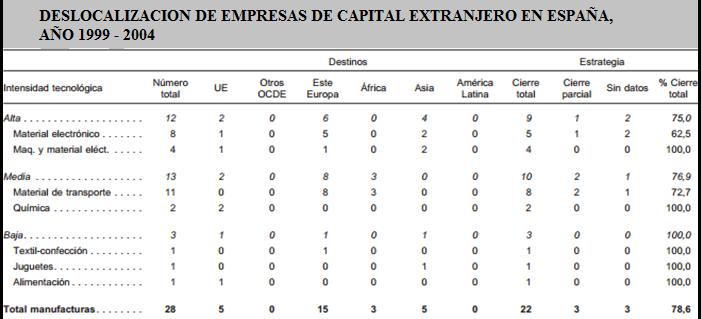 DESLOCALIZACION DE EMPRESAS DE CAPITAL EXTRANJERO EN ESPAÑA,
AÑO 1999 - 2004
Destinos Estrategia
Intensidad tecnológica Número total UE Otros OCDE Este Europa África Asia América Latina Cierre total Cierre parcial Sin datos % Cierre total
Alta 12 2 0 6 0 4 0 9 1 2 75,0
Material electrónico 8 1 0 5 0 2 0 5 1 2 62,5
Maq. y material eléct. 4 1 0 1 0 2 0 4 0 0 100,0
Media 13 2 0 8 3 0 0 10 2 1 76,9
Material de transporte 11 0 0 8 3 0 0 8 2 1 72,7
Química 2 2 0 0 0 0 0 2 0 0 100,0
Baja 3 1 0 1 0 1 0 3 0 0 100,0
Textil-confección 1 0 0 1 0 0 0 1 0 0 100,0
Juguetes 1 0 0 0 0 1 0 1 0 0 100,0
Alimentación 1 1 0 0 0 0 0 1 0 0 100,0
Total manufacturas 28 5 0 15 3 5 0 22 3 3 78,6